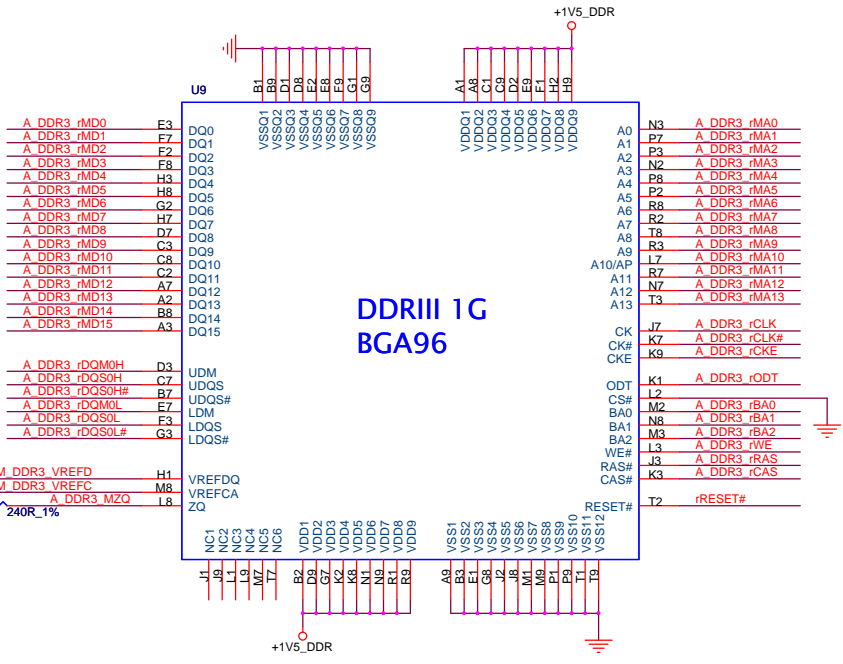 +1V5_DDR
B1 B9 D1 D8 E2 E8 F9 G1 G9
A1 A8 C1 C9 D2 E9 F1 H2 H9
U9
VSSQ1 VSSQ2 VSSQ3 VSSQ4 VSSQ5 VSSQ6 VSSQ7 VSSQ8 VSSQ9
VDDQ1 VDDQ2 VDDQ3 VDDQ4 VDDQ5 VDDQ6 VDDQ7 VDDQ8 VDDQ9
A_DDR3_rMD0 E3 DQ0
A_DDR3_rMD1 F7 DQ1
A_DDR3_rMD2 F2 DQ2
A_DDR3_rMD3 F8 DQ3
A_DDR3_rMD4 H3 DQ4
A_DDR3_rMD5 H8 DQ5
A_DDR3_rMD6 G2 DQ6
A_DDR3_rMD7 H7 DQ7
A_DDR3_rMD8 D7 DQ8
A_DDR3_rMD9 C3 DQ9
A_DDR3_rMD10 C8 DQ10
A_DDR3_rMD11 C2 DQ11
A_DDR3_rMD12 A7 DQ12
A_DDR3_rMD13 A2 DQ13
A_DDR3_rMD14 B8 DQ14
A_DDR3_rMD15 A3 DQ15
A_DDR3_rDQM0H D3 UDM
A_DDR3_rDQS0H C7 UDQS
A_DDR3_rDQS0H# B7 UDQS#
A_DDR3_rDQM0L E7 LDM
A_DDR3_rDQS0L F3 LDQS
A_DDR3_rDQS0L# G3 LDQS#
M_DDR3_VREFD H1 VREFDQ
M_DDR3_VREFC M8 VREFCA
A_DDR3_MZQ L8 ZQ
240R_1%
DDRIII 1G
BGA96
A0 N3 A_DDR3_rMA0
A1 P7 A_DDR3_rMA1
A2 P3 A_DDR3_rMA2
A3 N2 A_DDR3_rMA3
A4 P8 A_DDR3_rMA4
A5 P2 A_DDR3_rMA5
A6 R8 A_DDR3_rMA6
A7 R2 A_DDR3_rMA7
A8 T8 A_DDR3_rMA8
A9 R3 A_DDR3_rMA9
A10/AP L7 A_DDR3_rMA10
A11 R7 A_DDR3_rMA11
A12 N7 A_DDR3_rMA12
A13 T3 A_DDR3_rMA13
CK J7 A_DDR3_rCLK
CK# K7 A_DDR3_rCLK#
CKE K9 A_DDR3_rCKE
ODT K1 A_DDR3_rODT
CS# L2
BA0 M2 A_DDR3_rBA0
BA1 N8 A_DDR3_rBA1
BA2 M3 A_DDR3_rBA2
WE# L3 A_DDR3_rWE
RAS# J3 A_DDR3_rRAS
CAS# K3 A_DDR3_rCAS
RESET# T2 rRESET#
NC1 NC2 NC3 NC4 NC5 NC6
VDD1 VDD2 VDD3 VDD4 VDD5 VDD6 VDD7 VDD8 VDD9
VSS1 VSS2 VSS3 VSS4 VSS5 VSS6 VSS7 VSS8 VSS9 VSS10 VSS11 VSS12
J1 J9 L1 L9 M7 T7
B2 D9 G7 K2 K8 N1 N9 R1 R9
A9 B3 E1 G8 J2 J8 M1 M9 P1 P9 T1 T9
+1V5_DDR